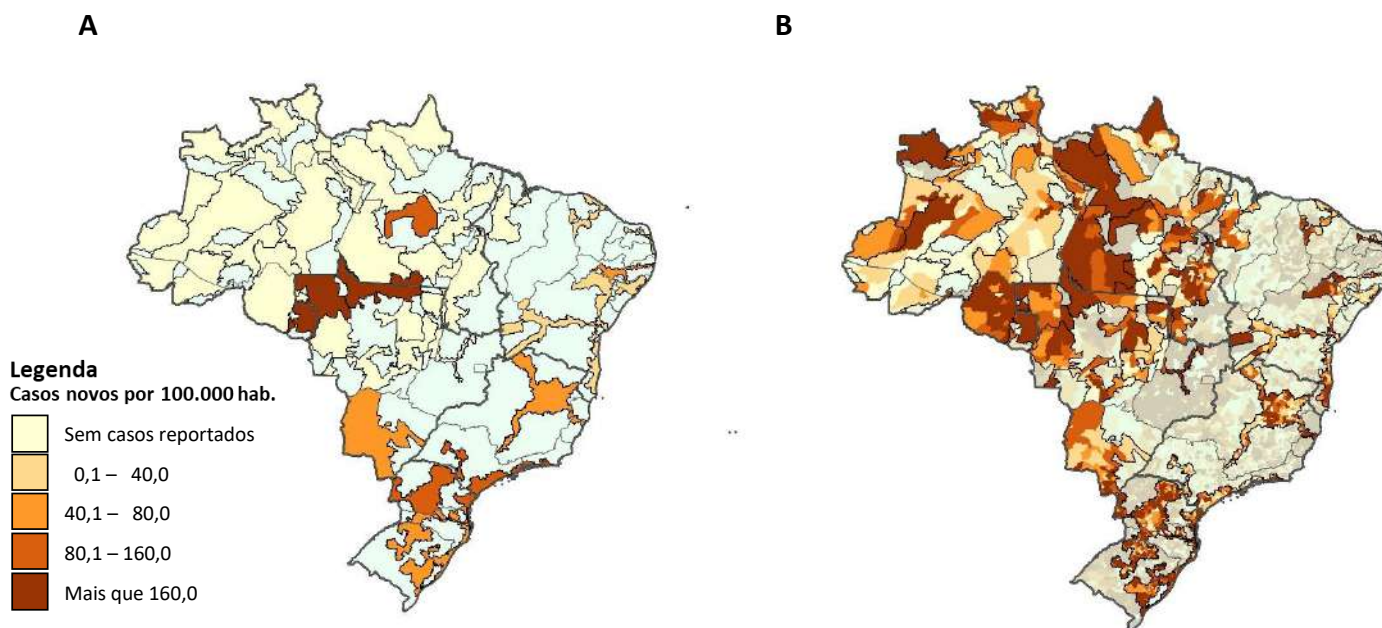 A
B
Legenda
Casos novos por 100.000 hab.
Sem casos reportados
0,1 – 40,0
40,1 – 80,0
80,1 – 160,0
Mais que 160,0